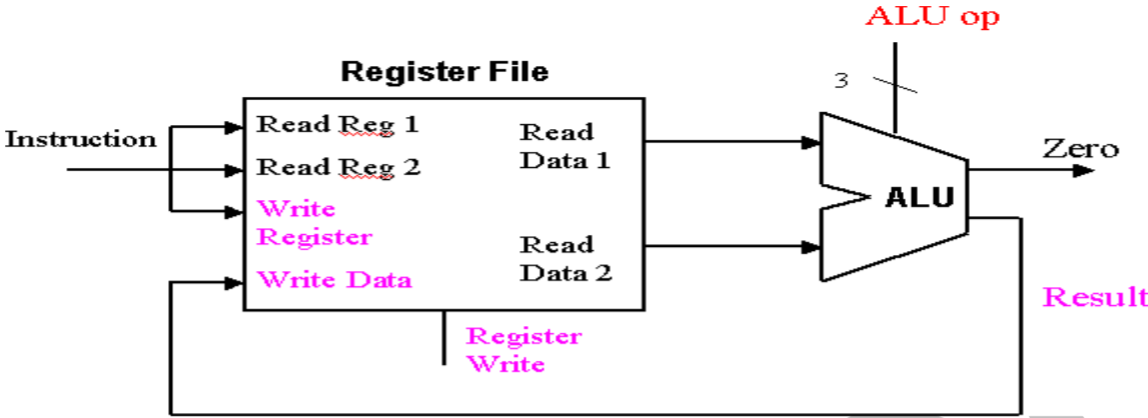 ALU op
3
Register File
Instruction
Read Reg 1
Read Reg 2
Write
Register
Write Data
Read
Data 1
Read
Data 2
ALU
Zero
Result
Register
Write